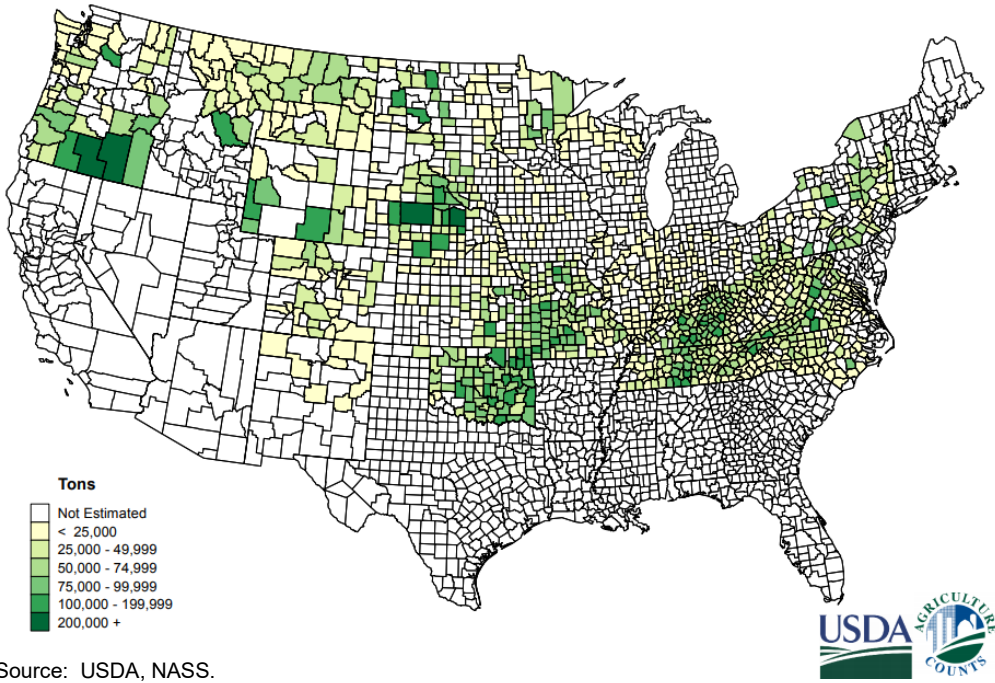 Tons
Not Estimated
< 25,000
25,000 - 49,999
50,000 - 74,999
75,000 - 99,999
100,000 - 199,999
200,000 +
USDA
AGRICULTURE
COUNTS
Source: USDA, NASS.